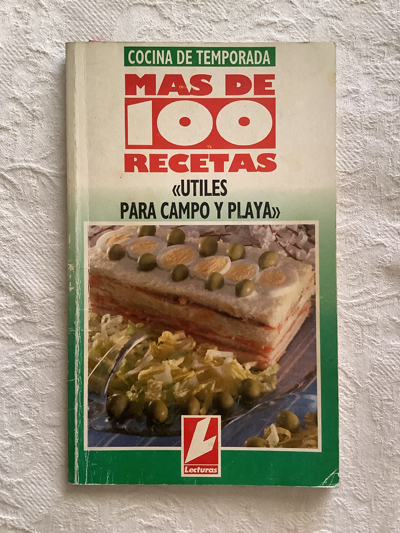 COCINA DE TEMPORADA
MAS DE
100
RECETAS
«UTILES
PARA CAMPO Y PLAYA»
L
Lecturas